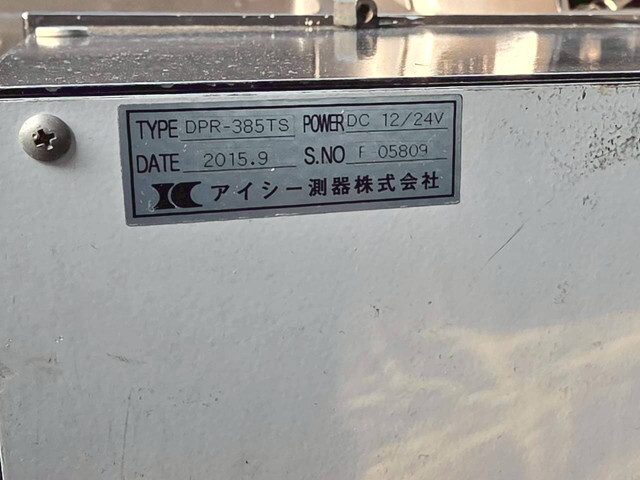 TYPE DPR-385TS POWER DC 12/24V
DATE 2015.9 S.NO F 05809
IC アイシー測器株式会社